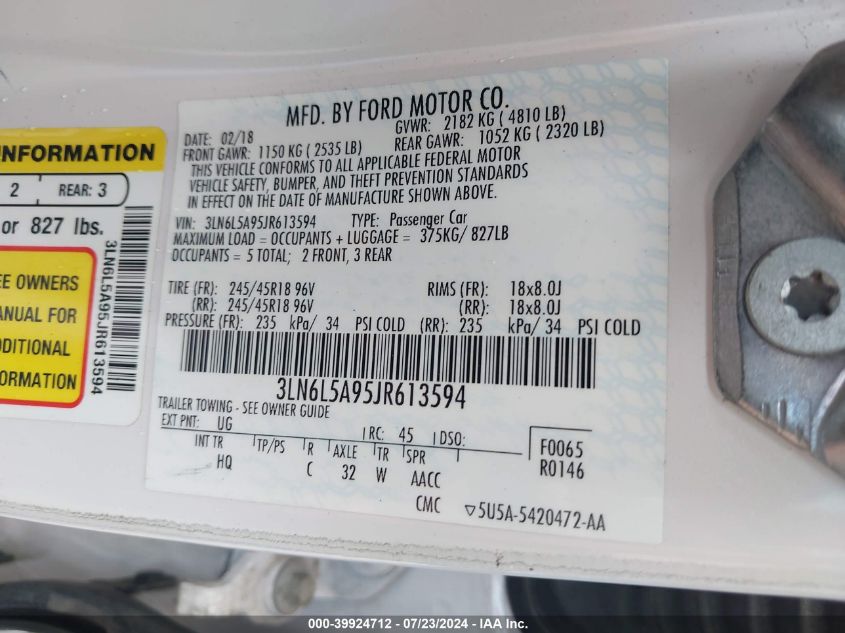 INFORMATION
2 REAR: 3
or 827 lbs.
EE OWNERS
ANUAL FOR
DDITIONAL
FORMATION
3LN6L5A95JR613594
MFD. BY FORD MOTOR CO.
DATE: 02/18 GVWR: 2182 KG ( 4810 LB)
FRONT GAWR: 1150 KG ( 2535 LB) REAR GAWR: 1052 KG ( 2320 LB)
THIS VEHICLE CONFORMS TO ALL APPLICABLE FEDERAL MOTOR
VEHICLE SAFETY, BUMPER, AND THEFT PREVENTION STANDARDS
IN EFFECT ON THE DATE OF MANUFACTURE SHOWN ABOVE.
VIN: 3LN6L5A95JR613594 TYPE: Passenger Car
MAXIMUM LOAD = OCCUPANTS + LUGGAGE = 375KG/ 827LB
OCCUPANTS = 5 TOTAL; 2 FRONT, 3 REAR
TIRE (FR): 245/45R18 96V RIMS (FR): 18x8.0J
(RR): 245/45R18 96V (RR): 18x8.0J
PRESSURE (FR): 235 kPa/ 34 PSI COLD (RR): 235 kPa/ 34 PSI COLD
3LN6L5A95JR613594
TRAILER TOWING - SEE OWNER GUIDE
EXT PNT: UG RC: 45 DSO: F0065
INT TR TP/PS R AXLE TR SPR R0146
HQ C 32 W AACC
CMC ▽5U5A-5420472-AA
000-39924712 - 07/23/2024 - IAA Inc.